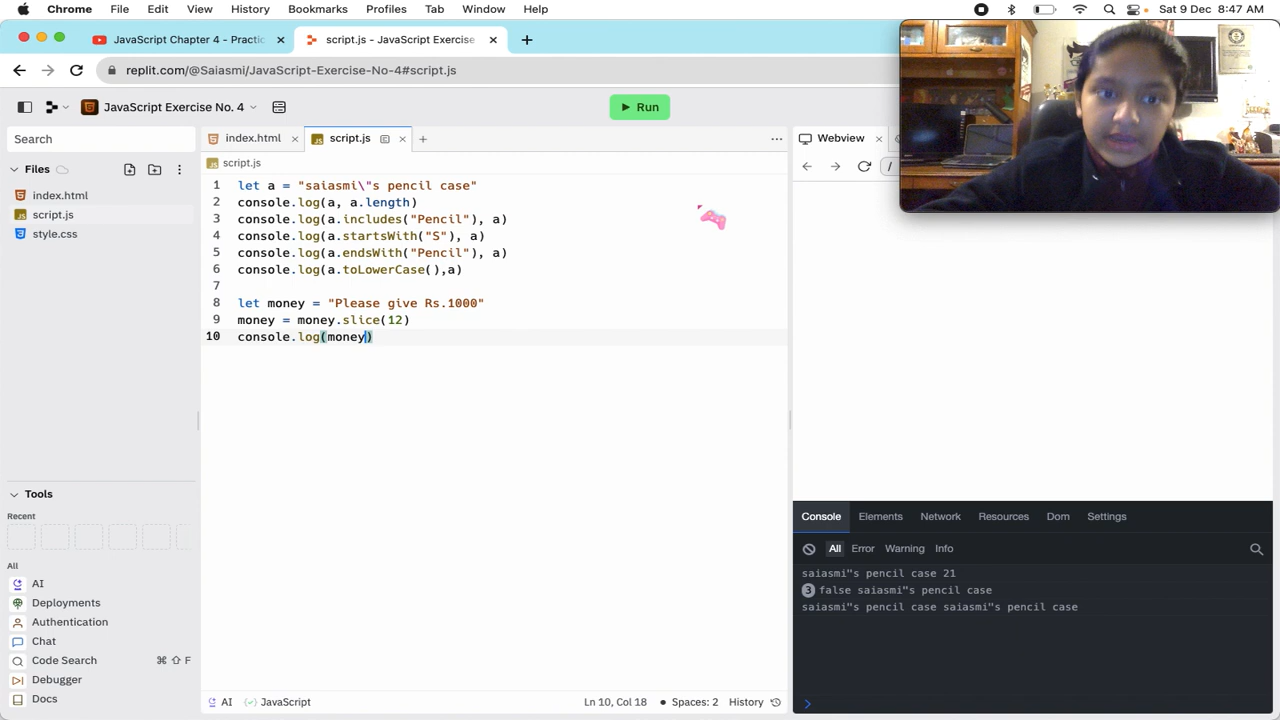 Chrome File Edit View History Bookmarks Profiles Tab Window Help Sat 9 Dec 8:47 AM
JavaScript Chapt script.js - JavaScript Exercise
replit.com/@Saiasmi/JavaScript-Exercise-No-4#script.js
JavaScript Exercise No. 4 Run
Search
index.html script.js
Webview
Files
script.js
/
index.html
script.js
style.css
1 let a = "saiasmi\"s pencil case"
2 console.log(a, a.length)
3 console.log(a.includes("Pencil"), a)
4 console.log(a.startsWith("S"), a)
5 console.log(a.endsWith("Pencil"), a)
6 console.log(a.toLowerCase(),a)
7
8 let money = "Please give Rs.1000"
9 money = money.slice(12)
10 console.log(money)
Tools
Recent
All
AI
Deployments
Authentication
Chat
Code Search ⌘ ⇧ F
Debugger
Docs
Console Elements Network Resources Dom Settings
All Error Warning Info
saiasmi"s pencil case 21
3 false saiasmi"s pencil case
saiasmi"s pencil case saiasmi"s pencil case
>
AI JavaScript Ln 10, Col 18 Spaces: 2 History